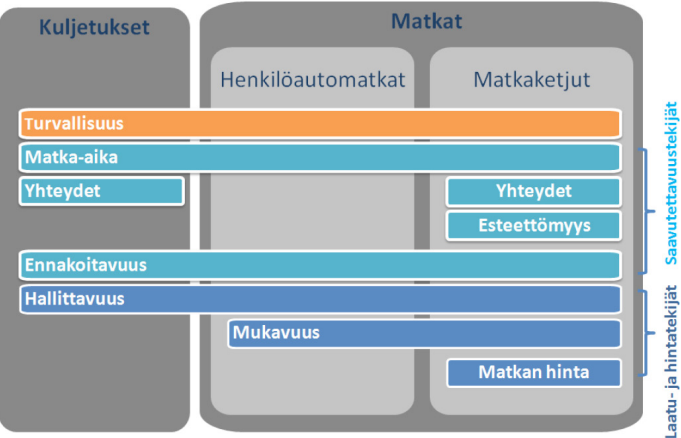 Kuljetukset
Matkat
Henkilöautomatkat
Matkaketjut
Turvallisuus
Matka-aika
Yhteydet
Yhteydet
Esteettömyys
Ennakoitavuus
Hallittavuus
Mukavuus
Matkan hinta
Saavutettavuustekijät
Laatu- ja hintatekijät